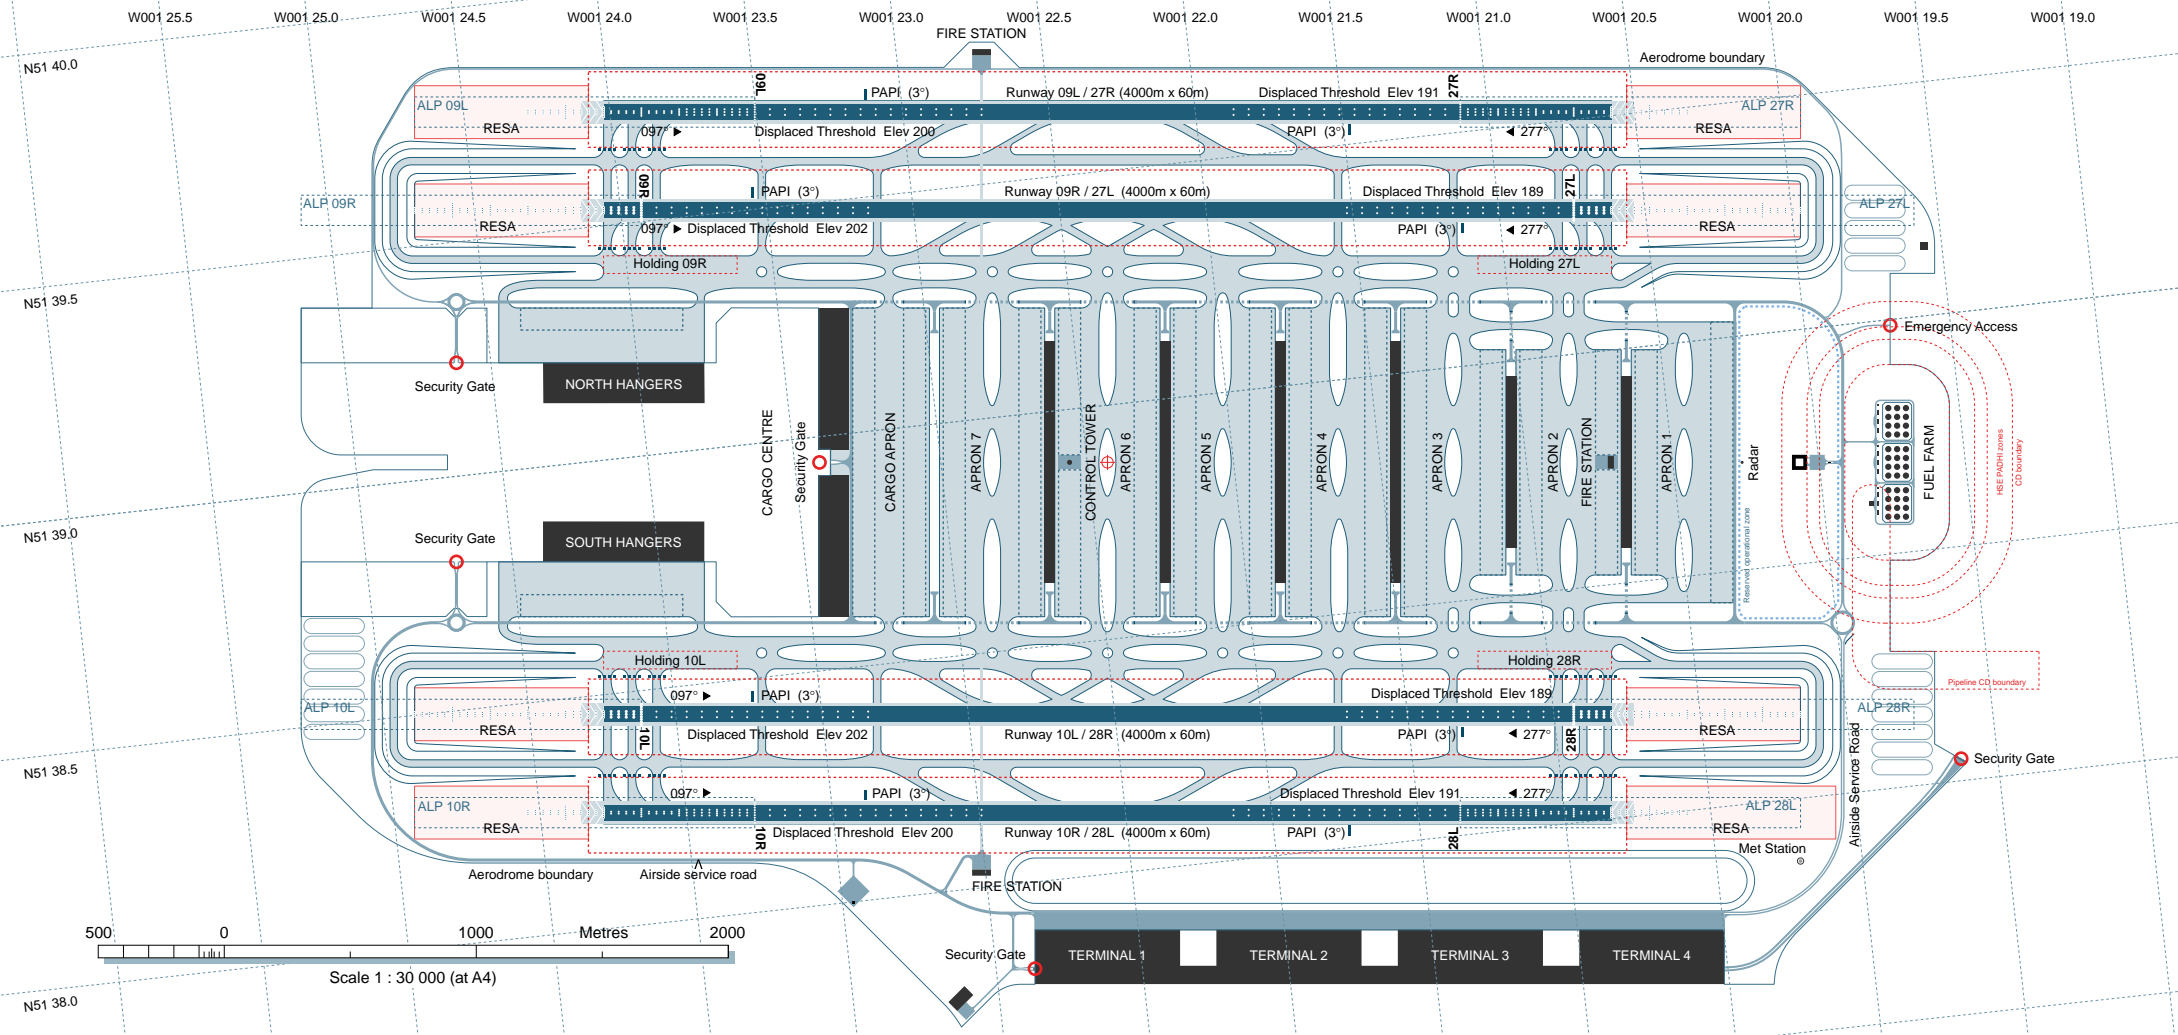 W001 25.5 W001 25.0 W001 24.5 W001 24.0 W001 23.5 W001 23.0 W001 22.5 W001 22.0 W001 21.5 W001 21.0 W001 20.5 W001 20.0 W001 19.5 W001 19.0
FIRE STATION
Aerodrome boundary
N51 40.0
09L
27R
PAPI (3°)
Runway 09L / 27R (4000m x 60m)
Displaced Threshold Elev 191
ALP 09L
ALP 27R
RESA
RESA
097°
Displaced Threshold Elev 200
PAPI (3°)
277°
09R
27L
PAPI (3°)
Runway 09R / 27L (4000m x 60m)
Displaced Threshold Elev 189
ALP 09R
ALP 27L
RESA
RESA
097°
Displaced Threshold Elev 202
PAPI (3°)
277°
Holding 09R
Holding 27L
N51 39.5
Emergency Access
Security Gate
NORTH HANGERS
CARGO CENTRE
Security Gate
CARGO APRON
APRON 7
CONTROL TOWER
APRON 6
APRON 5
APRON 4
APRON 3
APRON 2
FIRE STATION
APRON 1
Radar
Reserved operational zone
FUEL FARM
HSE PADHI zones
CD boundary
N51 39.0
Security Gate
SOUTH HANGERS
Holding 10L
Holding 28R
Pipeline CD boundary
097°
PAPI (3°)
Displaced Threshold Elev 189
ALP 10L
ALP 28R
RESA
RESA
10L
28R
Displaced Threshold Elev 202
Runway 10L / 28R (4000m x 60m)
PAPI (3°)
277°
Airside Service Road
N51 38.5
Security Gate
097°
PAPI (3°)
Displaced Threshold Elev 191
277°
ALP 10R
ALP 28L
RESA
RESA
10R
28L
Displaced Threshold Elev 200
Runway 10R / 28L (4000m x 60m)
PAPI (3°)
Met Station
Aerodrome boundary
Airside service road
FIRE STATION
500 0 1000 Metres 2000
Scale 1 : 30 000 (at A4)
Security Gate
TERMINAL 1
TERMINAL 2
TERMINAL 3
TERMINAL 4
N51 38.0